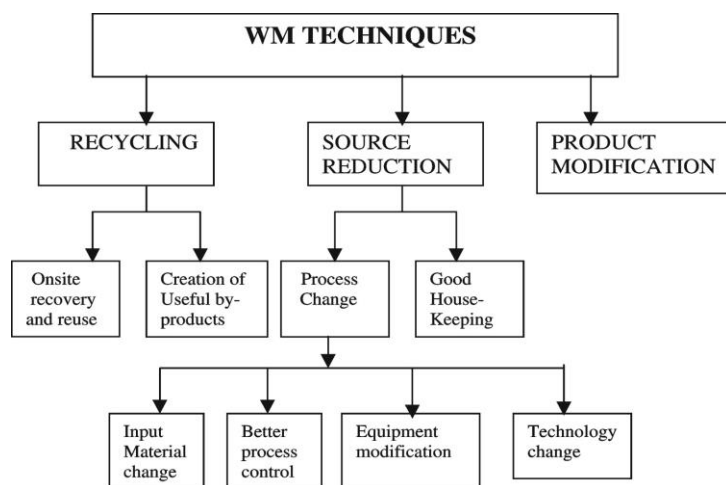 WM TECHNIQUES
RECYCLING
SOURCE
REDUCTION
PRODUCT
MODIFICATION
Onsite
recovery
and reuse
Creation of
Useful by-
products
Process
Change
Good
House-
Keeping
Input
Material
change
Better
process
control
Equipment
modification
Technology
change